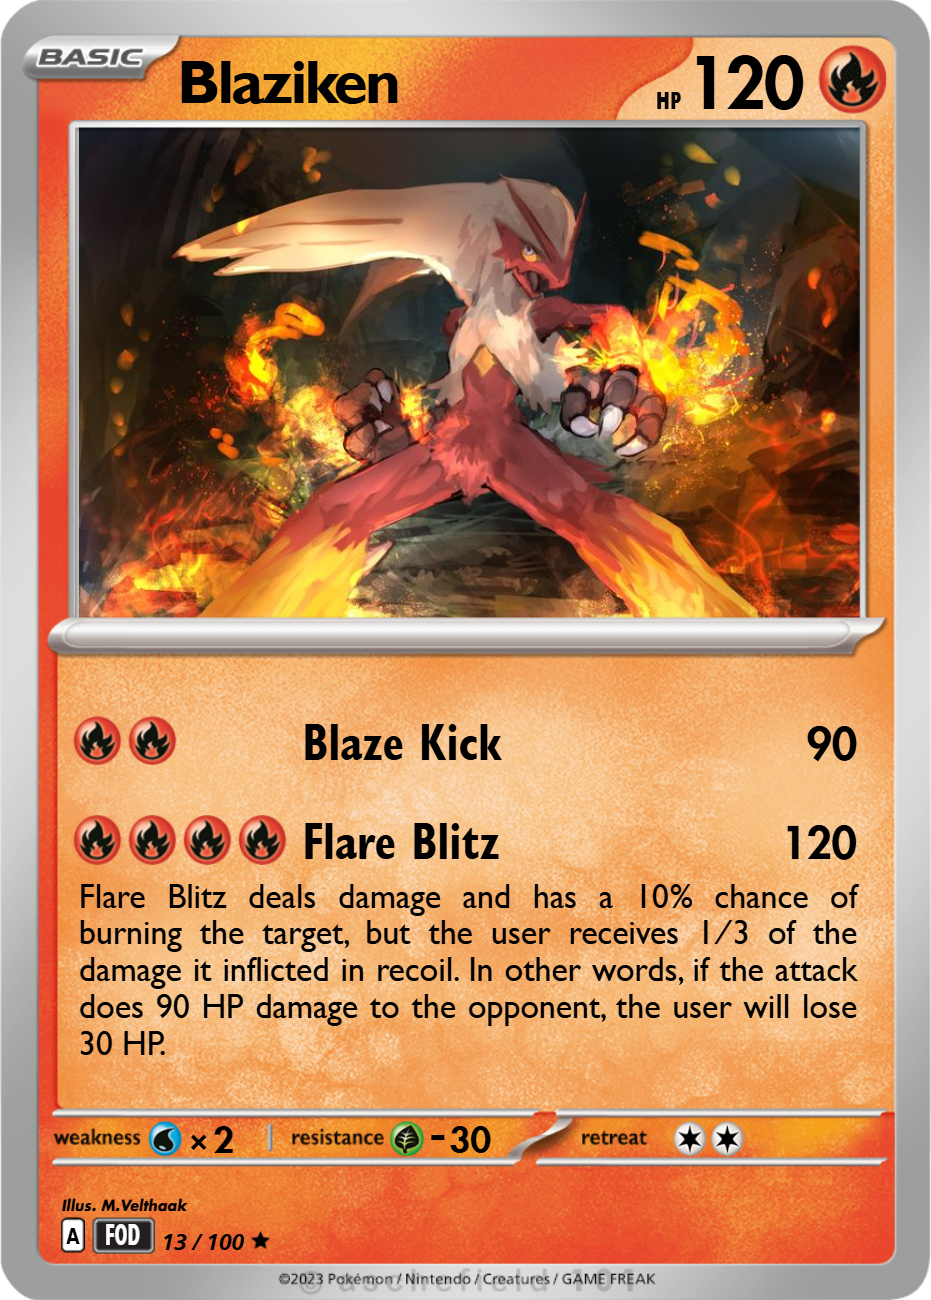 BASIC
Blaziken
HP 120
Blaze Kick 90
Flare Blitz 120
Flare Blitz deals damage and has a 10% chance of
burning the target, but the user receives 1/3 of the
damage it inflicted in recoil. In other words, if the attack
does 90 HP damage to the opponent, the user will lose
30 HP.
weakness × 2 resistance -30 retreat
Illus. M.Velthaak
A FOD 13 / 100 ★
©2023 Pokémon / Nintendo / Creatures / GAME FREAK